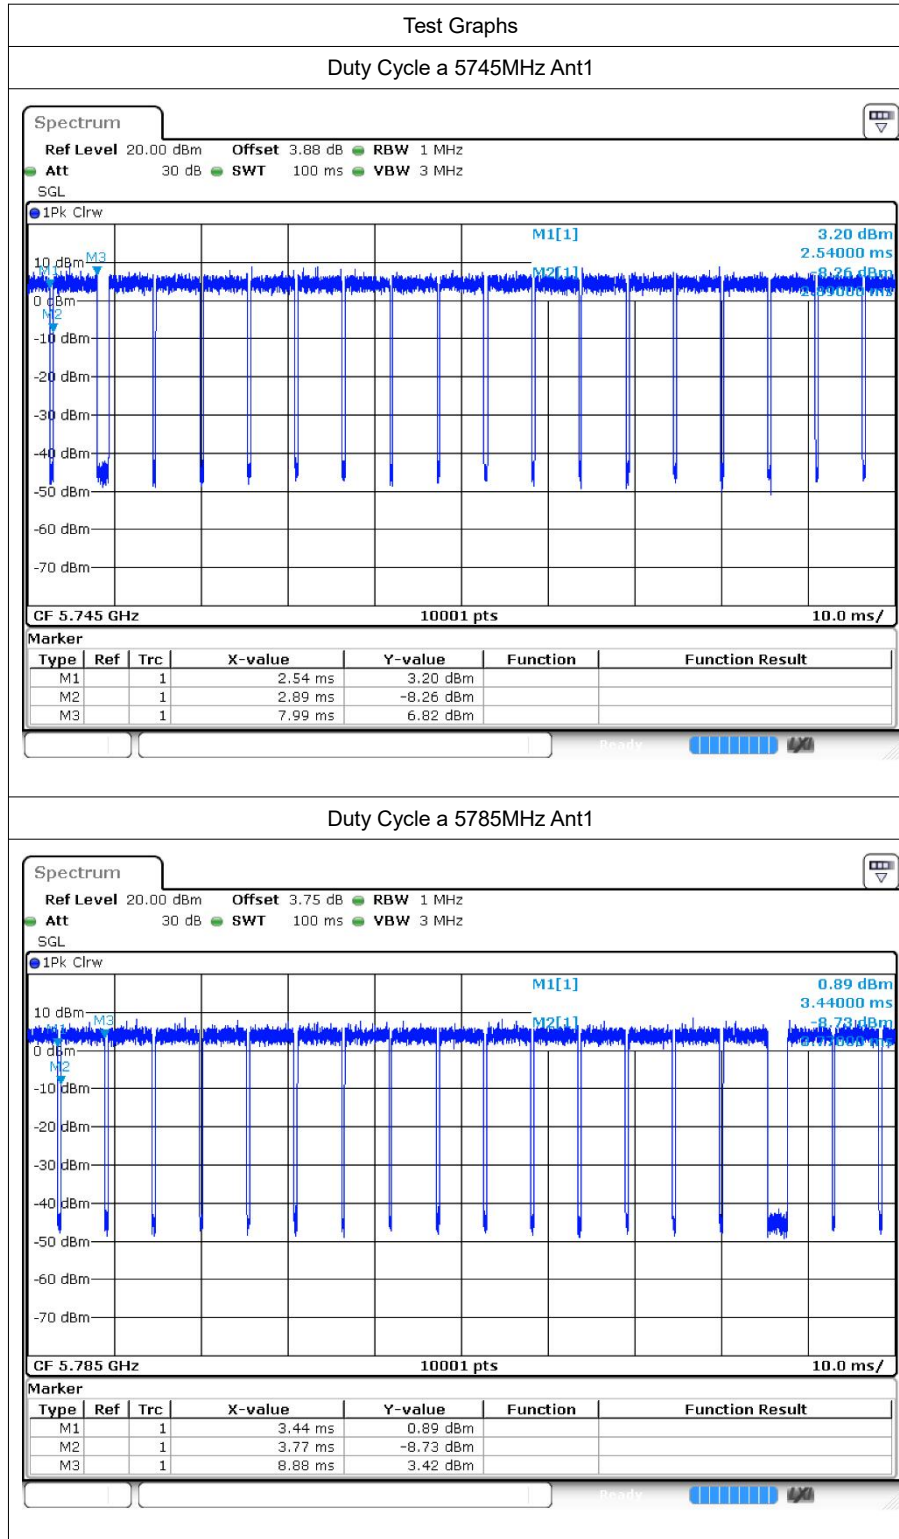 Test Graphs
Duty Cycle a 5745MHz Ant1
Spectrum
Ref Level 20.00 dBm Offset 3.88 dB RBW 1 MHz
Att 30 dB SWT 100 ms VBW 3 MHz
SGL
1Pk Clrw
M1[1] 3.20 dBm
2.54000 ms
10 dBm M3
M1 M2[1] -8.26 dBm
0 dBm
M2
-10 dBm
-20 dBm
-30 dBm
-40 dBm
-50 dBm
-60 dBm
-70 dBm
CF 5.745 GHz 10001 pts 10.0 ms/
Marker
Type Ref Trc X-value Y-value Function Function Result
M1 1 2.54 ms 3.20 dBm
M2 1 2.89 ms -8.26 dBm
M3 1 7.99 ms 6.82 dBm
Ready LXI
Duty Cycle a 5785MHz Ant1
Spectrum
Ref Level 20.00 dBm Offset 3.75 dB RBW 1 MHz
Att 30 dB SWT 100 ms VBW 3 MHz
SGL
1Pk Clrw
M1[1] 0.89 dBm
3.44000 ms
10 dBm M3
M1 M2[1] -8.73 dBm
0 dBm
M2
-10 dBm
-20 dBm
-30 dBm
-40 dBm
-50 dBm
-60 dBm
-70 dBm
CF 5.785 GHz 10001 pts 10.0 ms/
Marker
Type Ref Trc X-value Y-value Function Function Result
M1 1 3.44 ms 0.89 dBm
M2 1 3.77 ms -8.73 dBm
M3 1 8.88 ms 3.42 dBm
Ready LXI